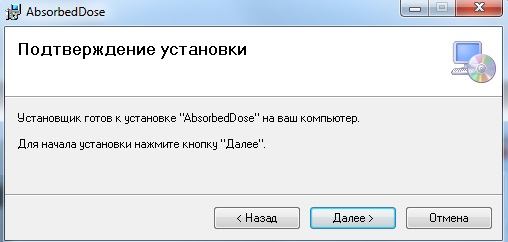 AbsorbedDose
Подтверждение установки
Установщик готов к установке "AbsorbedDose" на ваш компьютер.
Для начала установки нажмите кнопку "Далее".
< Назад
Далее >
Отмена